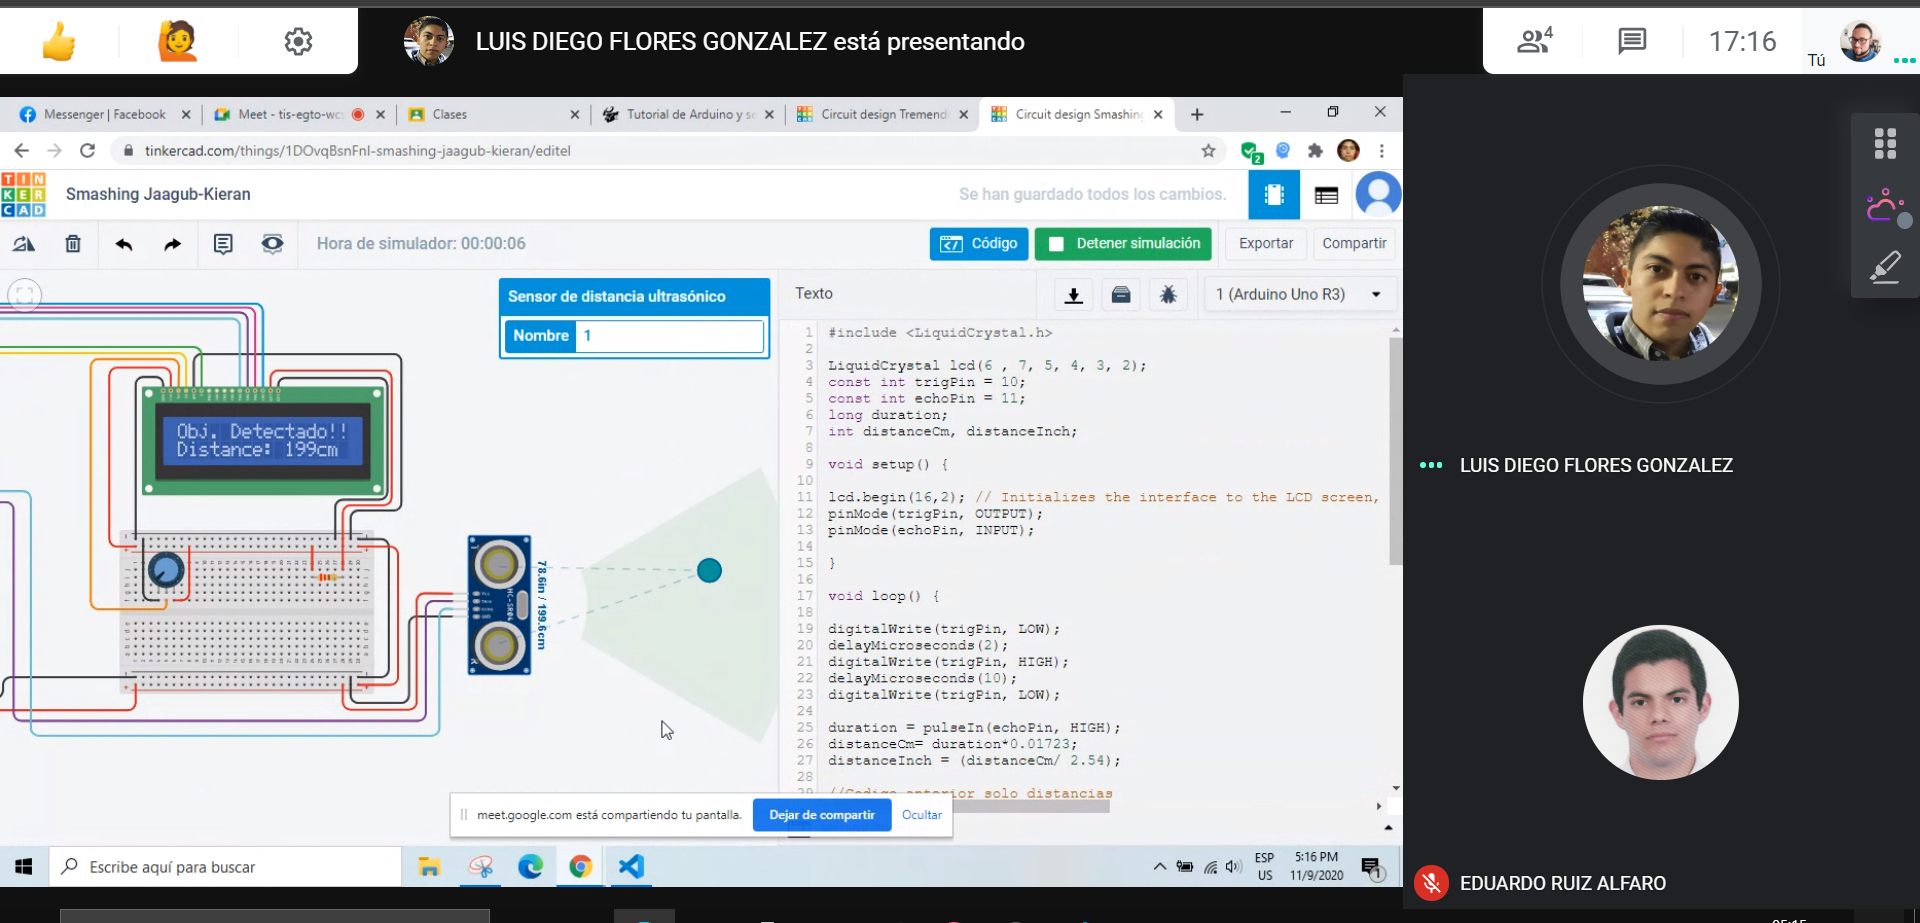 LUIS DIEGO FLORES GONZALEZ está presentando
4
17:16
Tú
Messenger | Facebook
Meet - tis-egto-wc
Clases
Tutorial de Arduino y se
Circuit design Tremend
Circuit design Smashing
tinkercad.com/things/1DOvqBsnFnI-smashing-jaagub-kieran/editel
2
TIN
KER
CAD
Smashing Jaagub-Kieran
Se han guardado todos los cambios.
Hora de simulador: 00:00:06
Código
Detener simulación
Exportar
Compartir
Sensor de distancia ultrasónico
Nombre
1
Texto
1 (Arduino Uno R3)
1 #include <LiquidCrystal.h>
2
3 LiquidCrystal lcd(6 , 7, 5, 4, 3, 2);
4 const int trigPin = 10;
5 const int echoPin = 11;
6 long duration;
7 int distanceCm, distanceInch;
8
9 void setup() {
10
11 lcd.begin(16,2); // Initializes the interface to the LCD screen,
12 pinMode(trigPin, OUTPUT);
13 pinMode(echoPin, INPUT);
14
15 }
16
17 void loop() {
18
19 digitalWrite(trigPin, LOW);
20 delayMicroseconds(2);
21 digitalWrite(trigPin, HIGH);
22 delayMicroseconds(10);
23 digitalWrite(trigPin, LOW);
24
25 duration = pulseIn(echoPin, HIGH);
26 distanceCm= duration*0.01723;
27 distanceInch = (distanceCm/ 2.54);
28
29 //Codigo anterior solo distancias
Obj. Detectado!!
Distance: 199cm
HC-SR04
78.6in / 199.6cm
meet.google.com está compartiendo tu pantalla.
Dejar de compartir
Ocultar
Escribe aquí para buscar
ESP
US
5:16 PM
11/9/2020
1
LUIS DIEGO FLORES GONZALEZ
EDUARDO RUIZ ALFARO